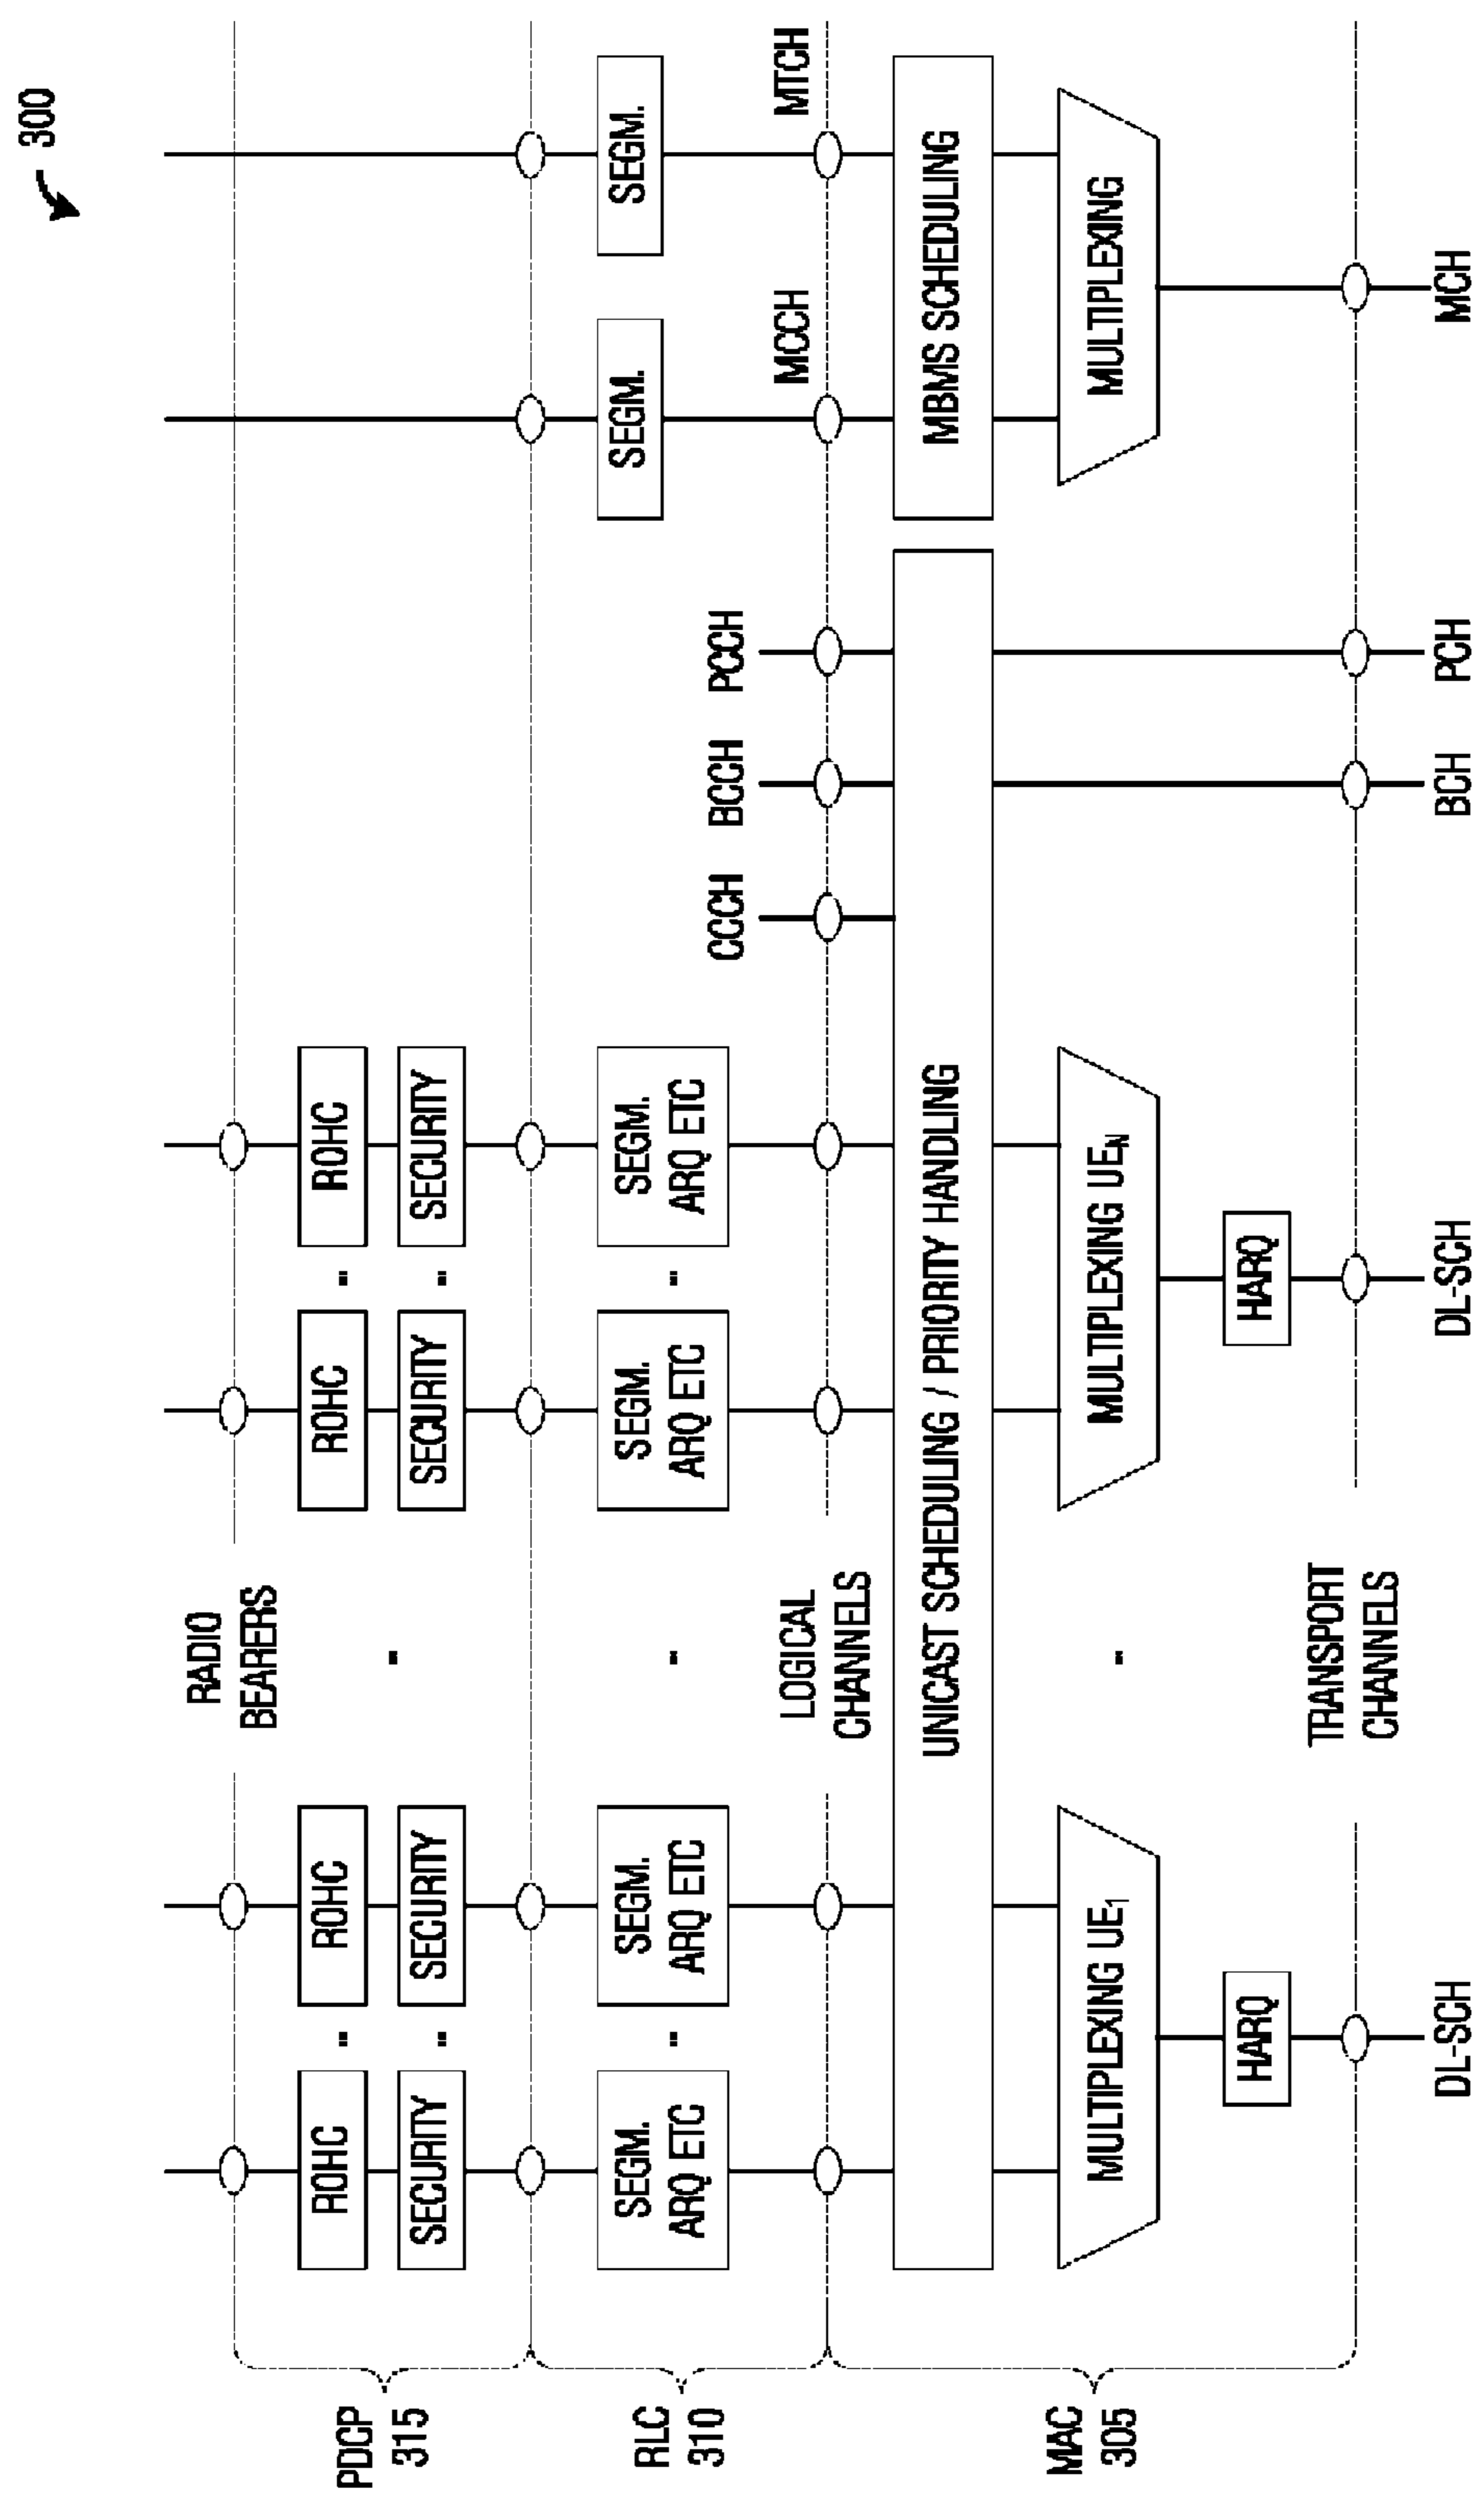 300
RADIO
BEARERS
PDCP
315
ROHC
ROHC
ROHC
ROHC
SECURITY
SECURITY
SECURITY
SECURITY
RLC
310
SEGM.
ARQ ETC
SEGM.
ARQ ETC
SEGM.
ARQ ETC
SEGM.
ARQ ETC
SEGM.
SEGM.
LOGICAL
CHANNELS
CCCH
BCCH
PCCH
MCCH
MTCH
MAC
305
UNICAST SCHEDULING / PRIORITY HANDLING
MBMS SCHEDULING
MULTIPLEXING UE1
MULTIPLEXING UEN
MULTIPLEXING
HARQ
HARQ
TRANSPORT
CHANNELS
DL-SCH
DL-SCH
BCH
PCH
MCH